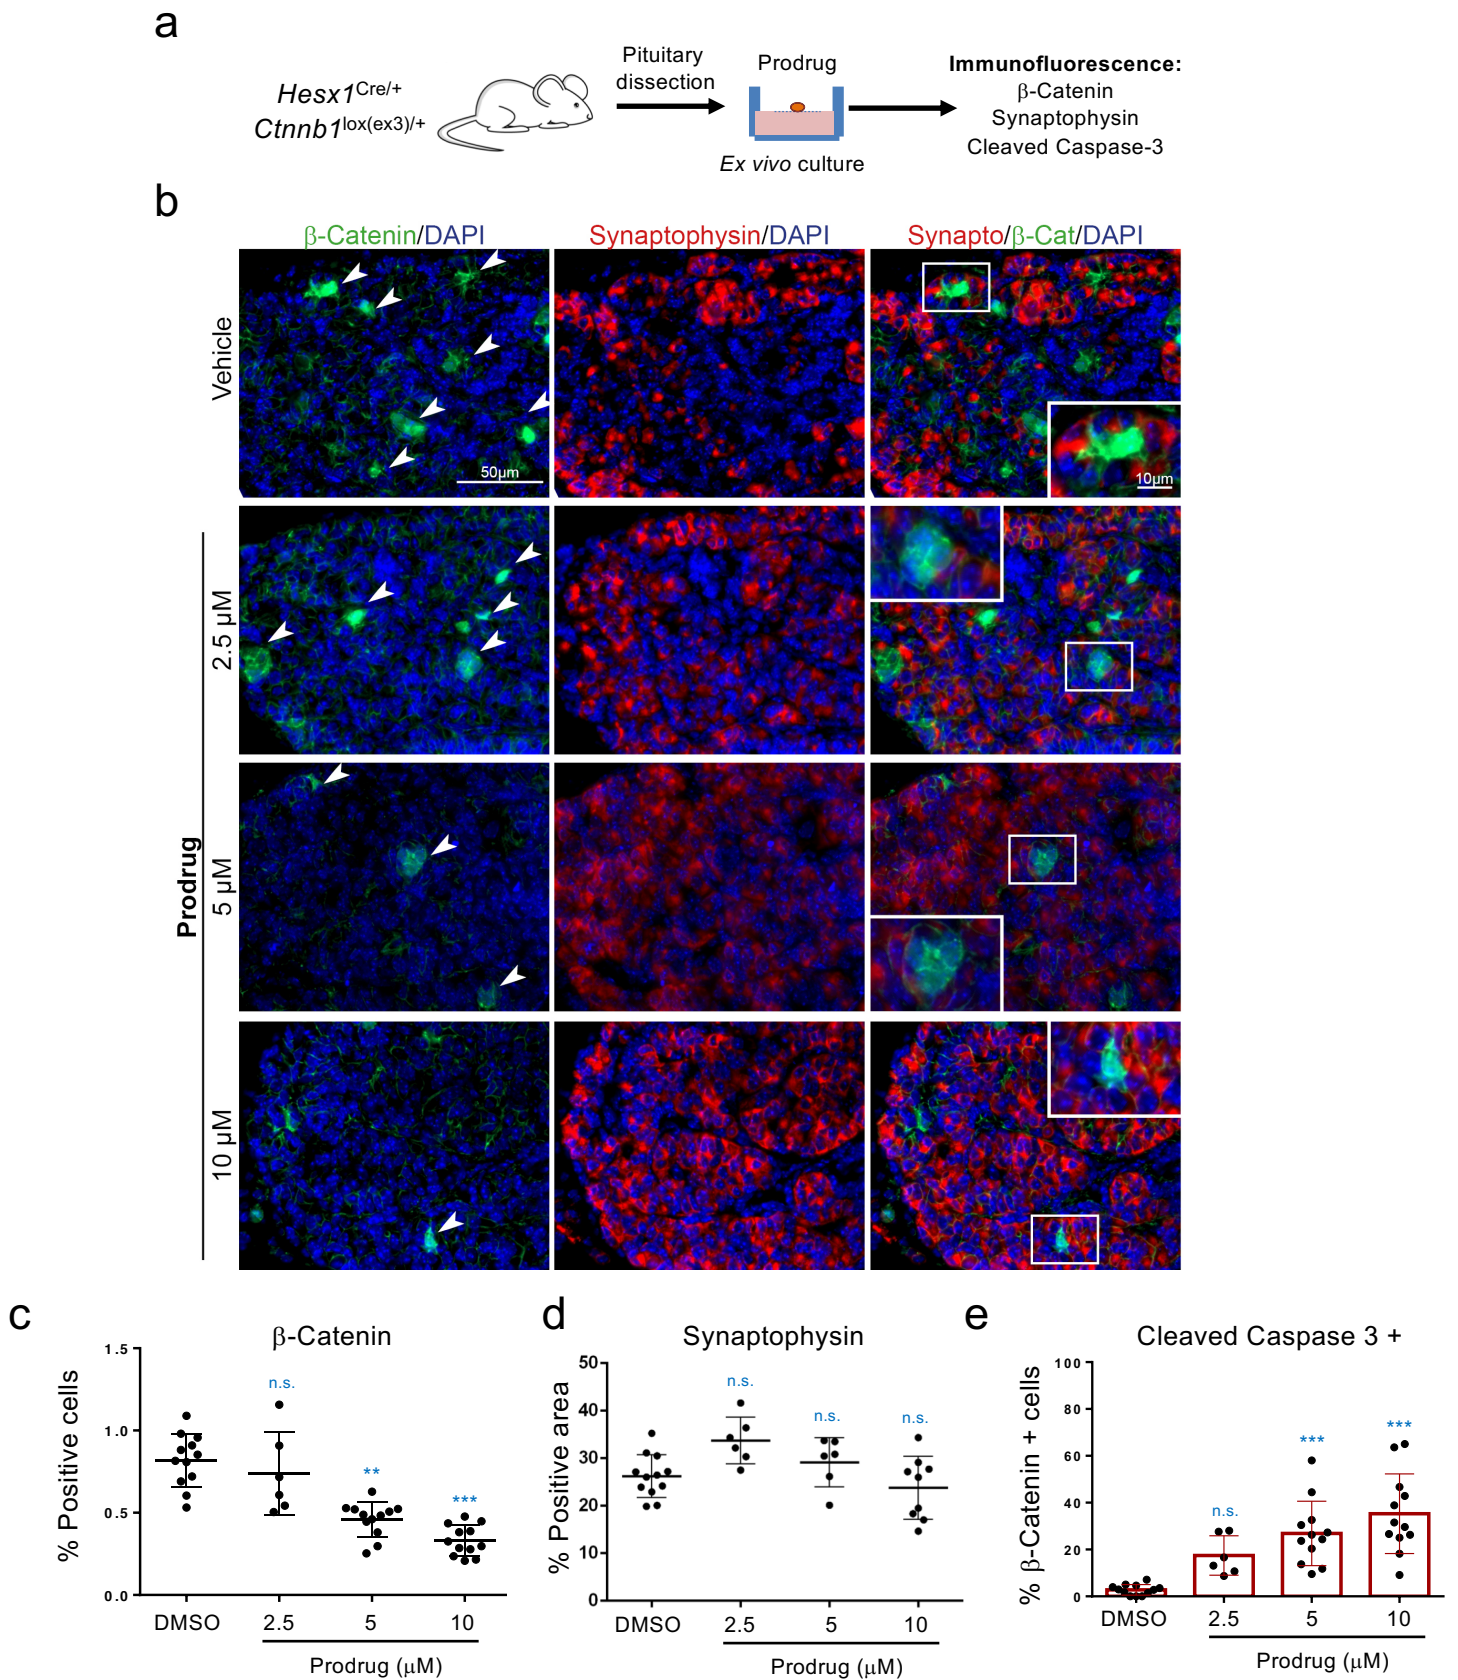 a
Hesx1Cre/+
Ctnnb1lox(ex3)/+
Pituitary
dissection
Prodrug
Ex vivo culture
Immunofluorescence:
β-Catenin
Synaptophysin
Cleaved Caspase-3
b
β-Catenin/DAPI
Synaptophysin/DAPI
Synapto/β-Cat/DAPI
Vehicle
50µm
10µm
Prodrug
2.5 µM
5 µM
10 µM
c
β-Catenin
% Positive cells
1.5
1.0
0.5
0.0
n.s.
**
***
DMSO
2.5
5
10
Prodrug (µM)
d
Synaptophysin
% Positive area
50
40
30
20
10
0
n.s.
n.s.
n.s.
DMSO
2.5
5
10
Prodrug (µM)
e
Cleaved Caspase 3 +
% β-Catenin + cells
100
80
60
40
20
0
n.s.
***
***
DMSO
2.5
5
10
Prodrug (µM)